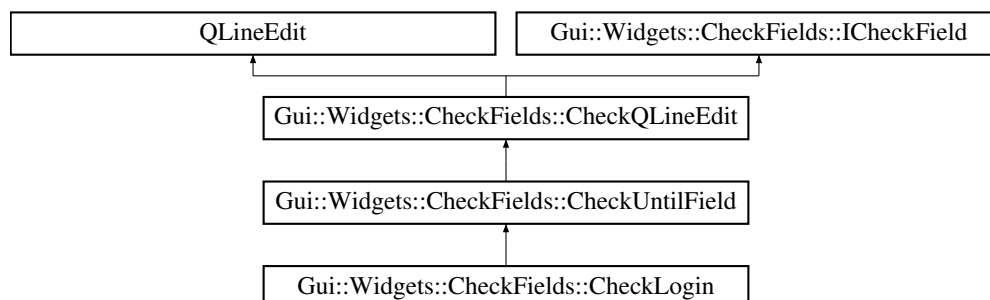 QLineEdit
Gui::Widgets::CheckFields::ICheckField
Gui::Widgets::CheckFields::CheckQLineEdit
Gui::Widgets::CheckFields::CheckUntilField
Gui::Widgets::CheckFields::CheckLogin